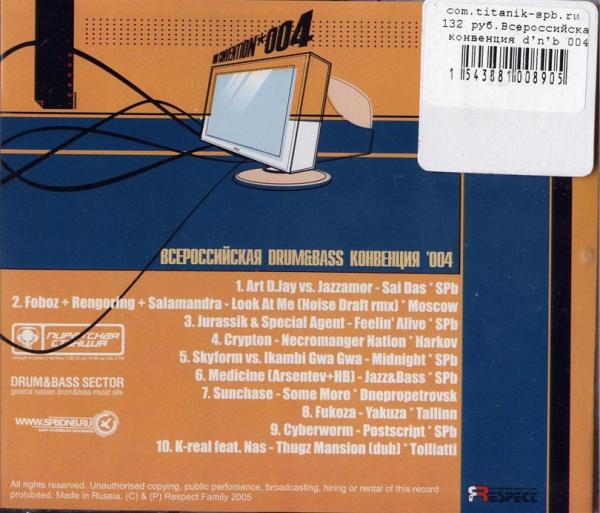 com.titanik-spb.ru
132 руб.Всероссийска
конвенция d'n'b 004
1 543881 008905
CONVENTION*004
ВСЕРОССИЙСКАЯ DRUM&BASS КОНВЕНЦИЯ '004
1. Art D.Jay vs. Jazzamor - Sai Das * SPb
2. Foboz + Rengoring + Salamandra - Look At Me (Noise Draft rmx) * Moscow
3. Jurassik & Special Agent - Feelin' Alive * SPb
4. Crypton - Necromanger Nation * Harkov
5. Skyform vs. Ikambi Gwa Gwa - Midnight * SPb
6. Medicine (Arsentev+HB) - Jazz&Bass * SPb
7. Sunchase - Some More * Dnepropetrovsk
8. Fukoza - Yakuza * Tallinn
9. Cyberworm - Postscript * SPb
10. K-real feat. Nas - Thugz Mansion (dub) * Tolliatti
ПИРАТСКАЯ
СТАНЦИЯ
DRUM&BASS SECTOR
general russian drum&bass music site
WWW.SPBDNB.RU
All rights reserved. Unauthorised copying, public perfomance, broadcasting, hiring or rental of this record
prohibited. Made in Russia. (C) & (P) Respect Family 2005
RESPECT